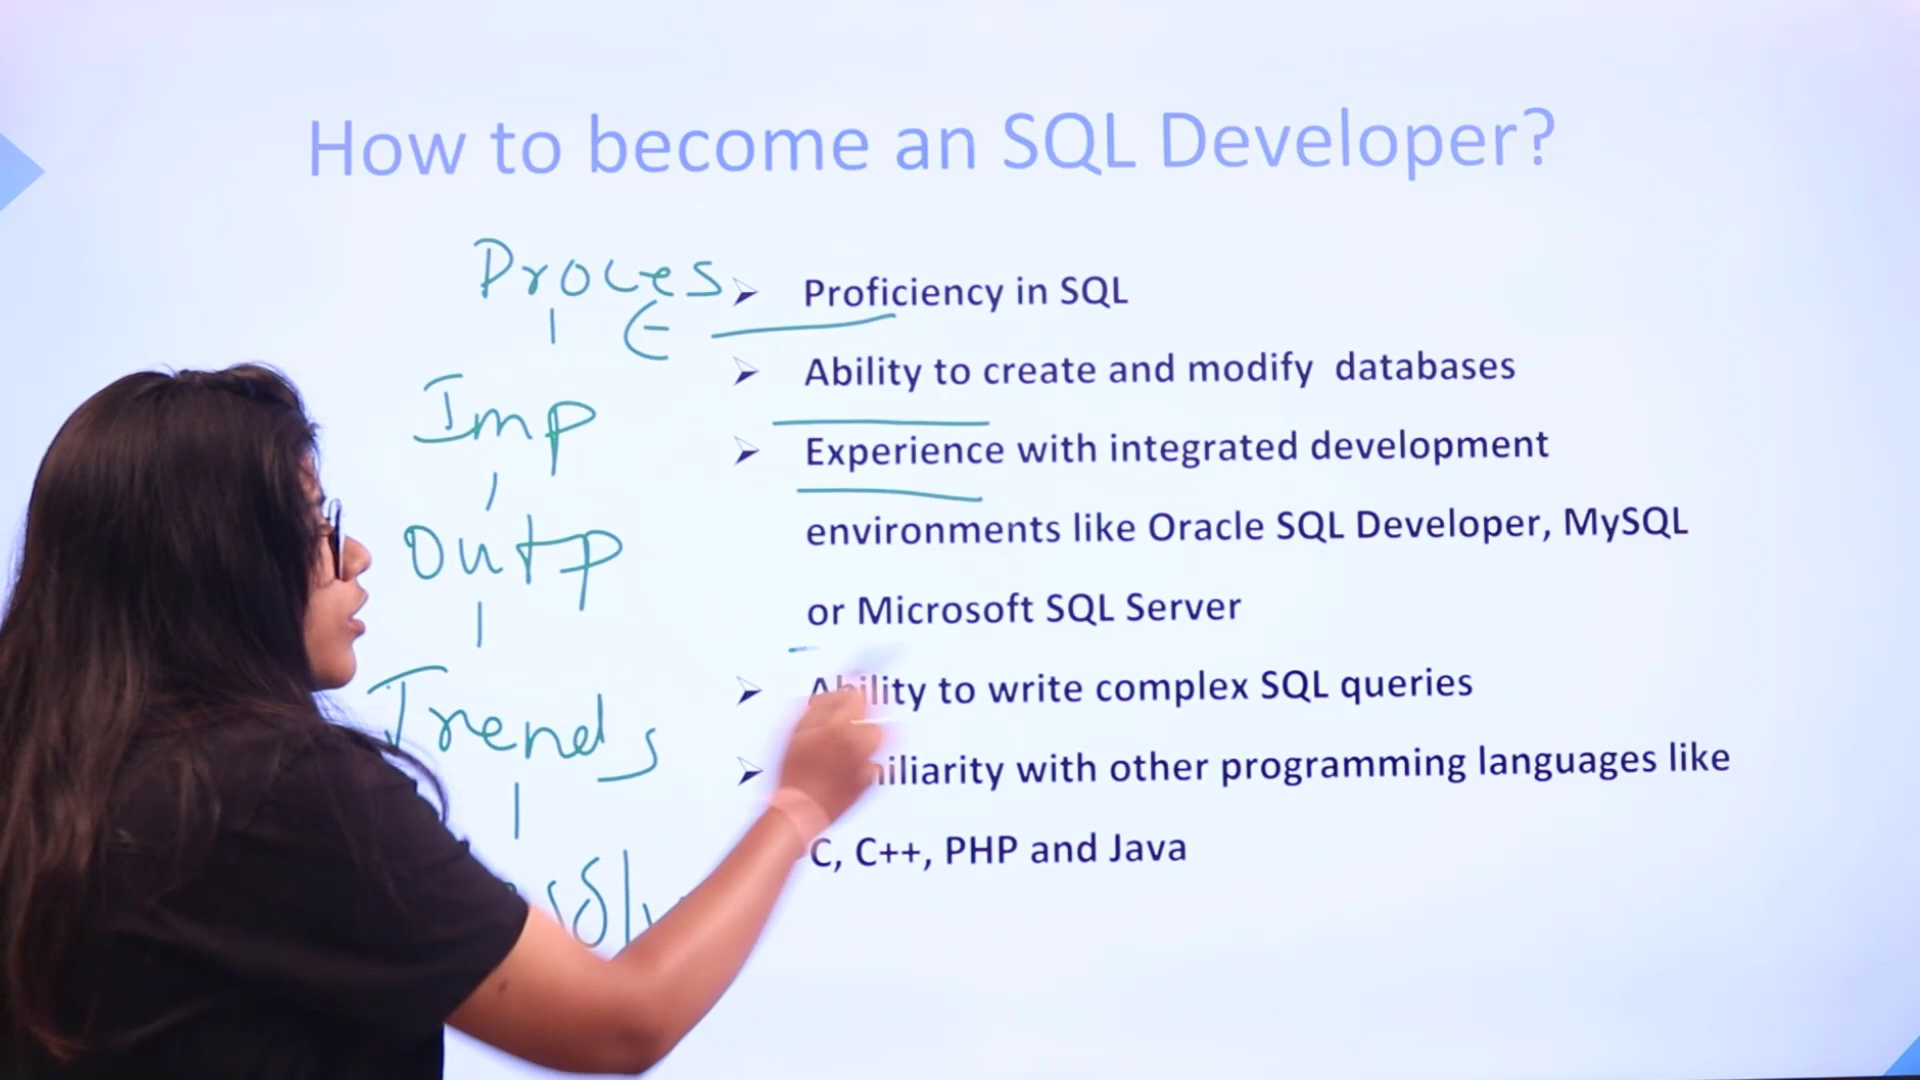 How to become an SQL Developer?
Proces
➢ Proficiency in SQL
➢ Ability to create and modify databases
Imp
➢ Experience with integrated development
environments like Oracle SQL Developer, MySQL
Outp
or Microsoft SQL Server
➢ Ability to write complex SQL queries
Trends
➢ with other programming languages like
C, C++, PHP and Java